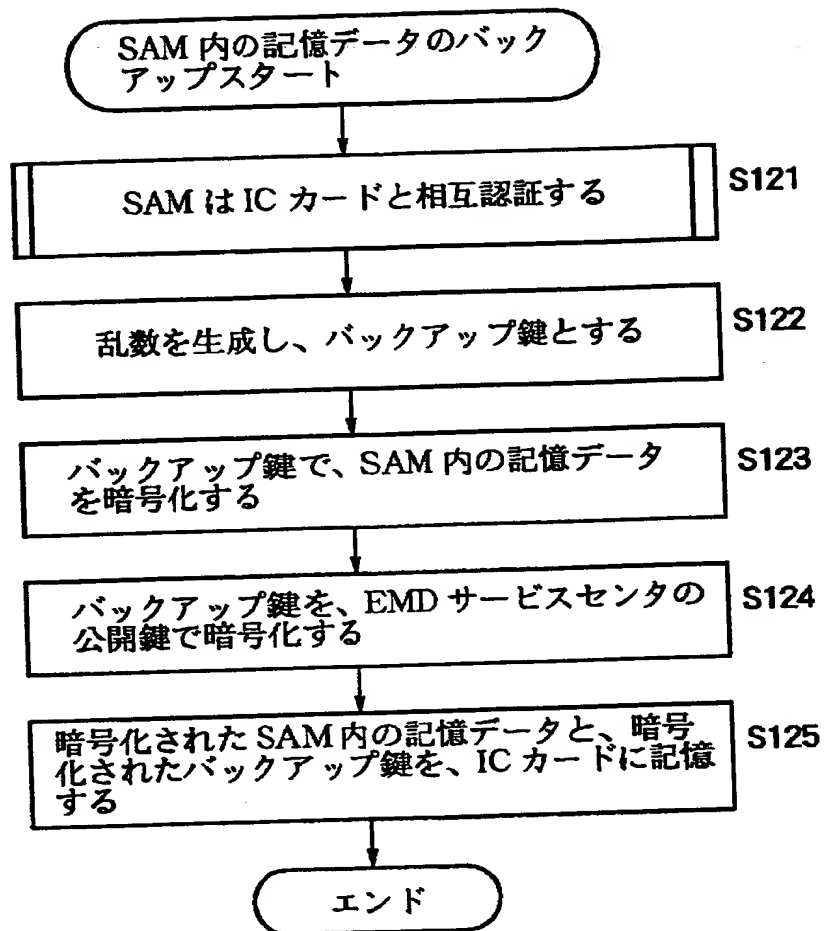 SAM 内の記憶データのバック
アップスタート
SAM は IC カードと相互認証する
S121
乱数を生成し、バックアップ鍵とする
S122
バックアップ鍵で、SAM 内の記憶データ
を暗号化する
S123
バックアップ鍵を、EMD サービスセンタの
公開鍵で暗号化する
S124
暗号化された SAM 内の記憶データと、暗号
化されたバックアップ鍵を、IC カードに記憶
する
S125
エンド